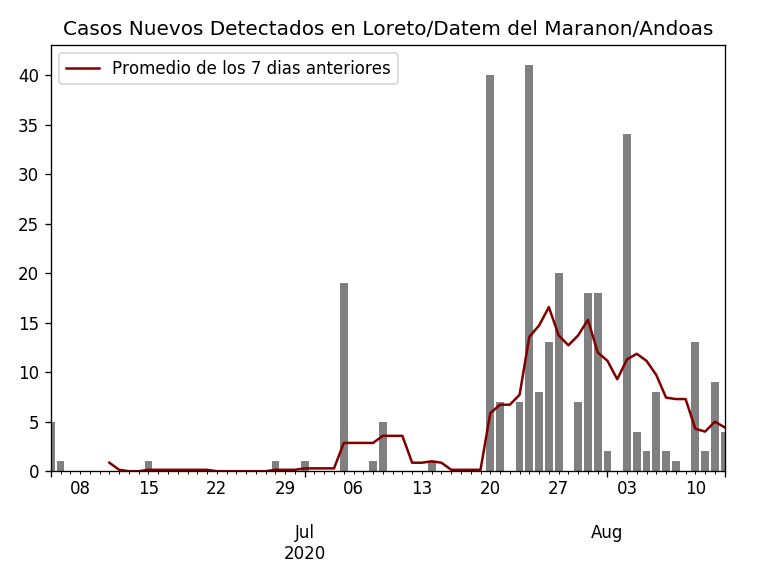 Casos Nuevos Detectados en Loreto/Datem del Maranon/Andoas
Promedio de los 7 dias anteriores
40
35
30
25
20
15
10
5
0
08 15 22 29 06 13 20 27 03 10
Jul Aug
2020